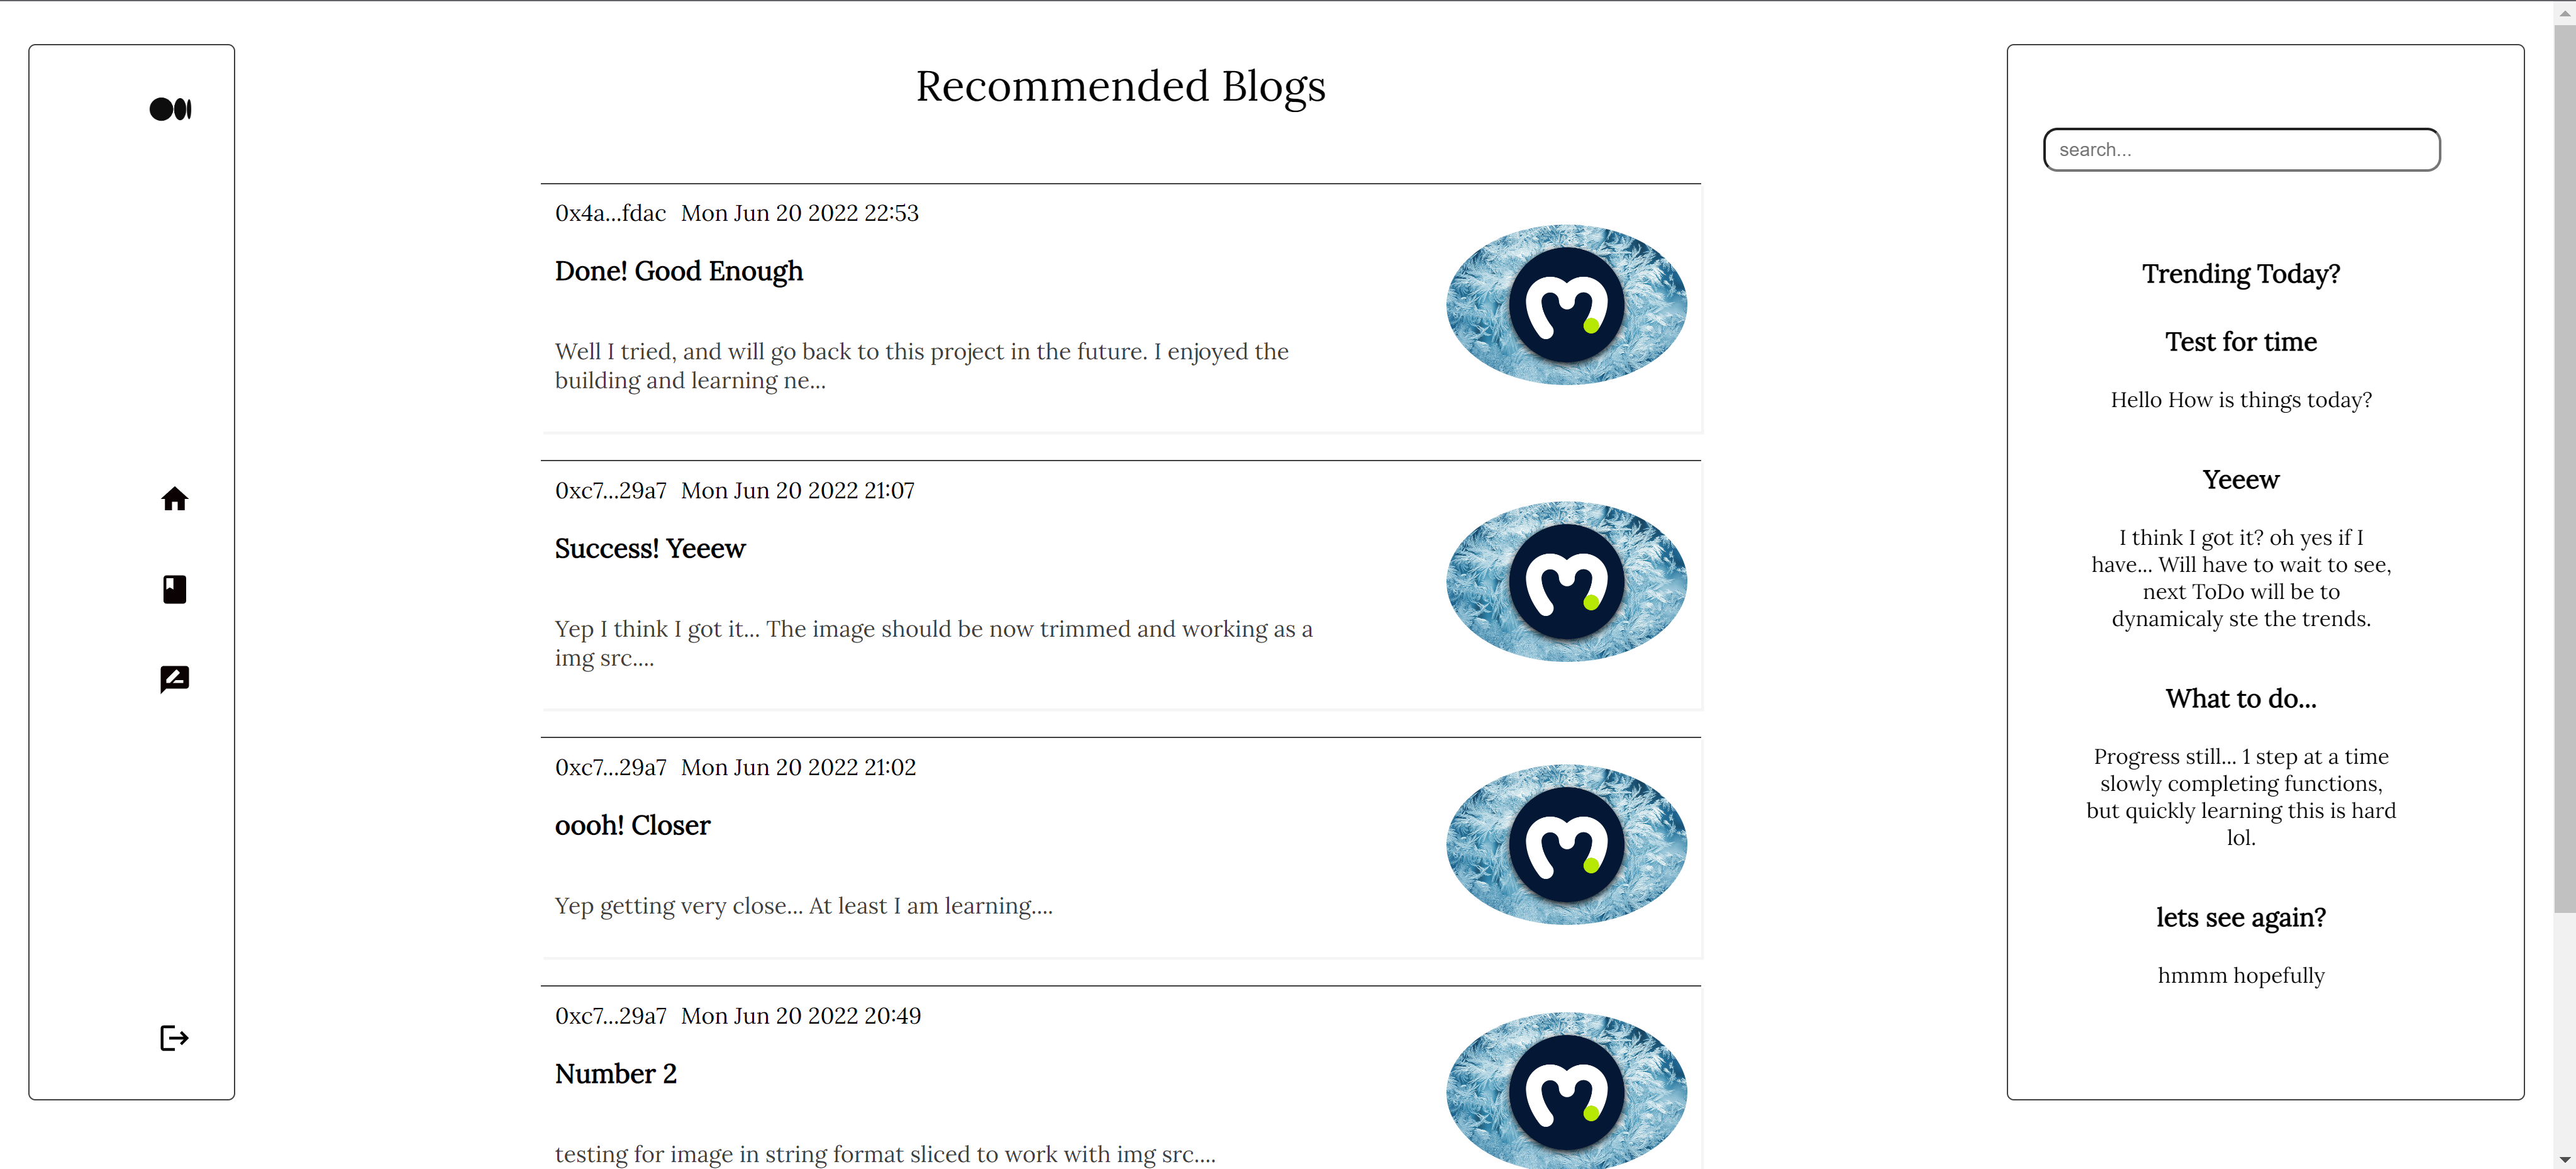 Recommended Blogs
0x4a...fdac Mon Jun 20 2022 22:53
Done! Good Enough
Well I tried, and will go back to this project in the future. I enjoyed the
building and learning ne...
0xc7...29a7 Mon Jun 20 2022 21:07
Success! Yeeew
Yep I think I got it... The image should be now trimmed and working as a
img src....
0xc7...29a7 Mon Jun 20 2022 21:02
oooh! Closer
Yep getting very close... At least I am learning....
0xc7...29a7 Mon Jun 20 2022 20:49
Number 2
testing for image in string format sliced to work with img src....
search...
Trending Today?
Test for time
Hello How is things today?
Yeeew
I think I got it? oh yes if I
have... Will have to wait to see,
next ToDo will be to
dynamicaly ste the trends.
What to do...
Progress still... 1 step at a time
slowly completing functions,
but quickly learning this is hard
lol.
lets see again?
hmmm hopefully